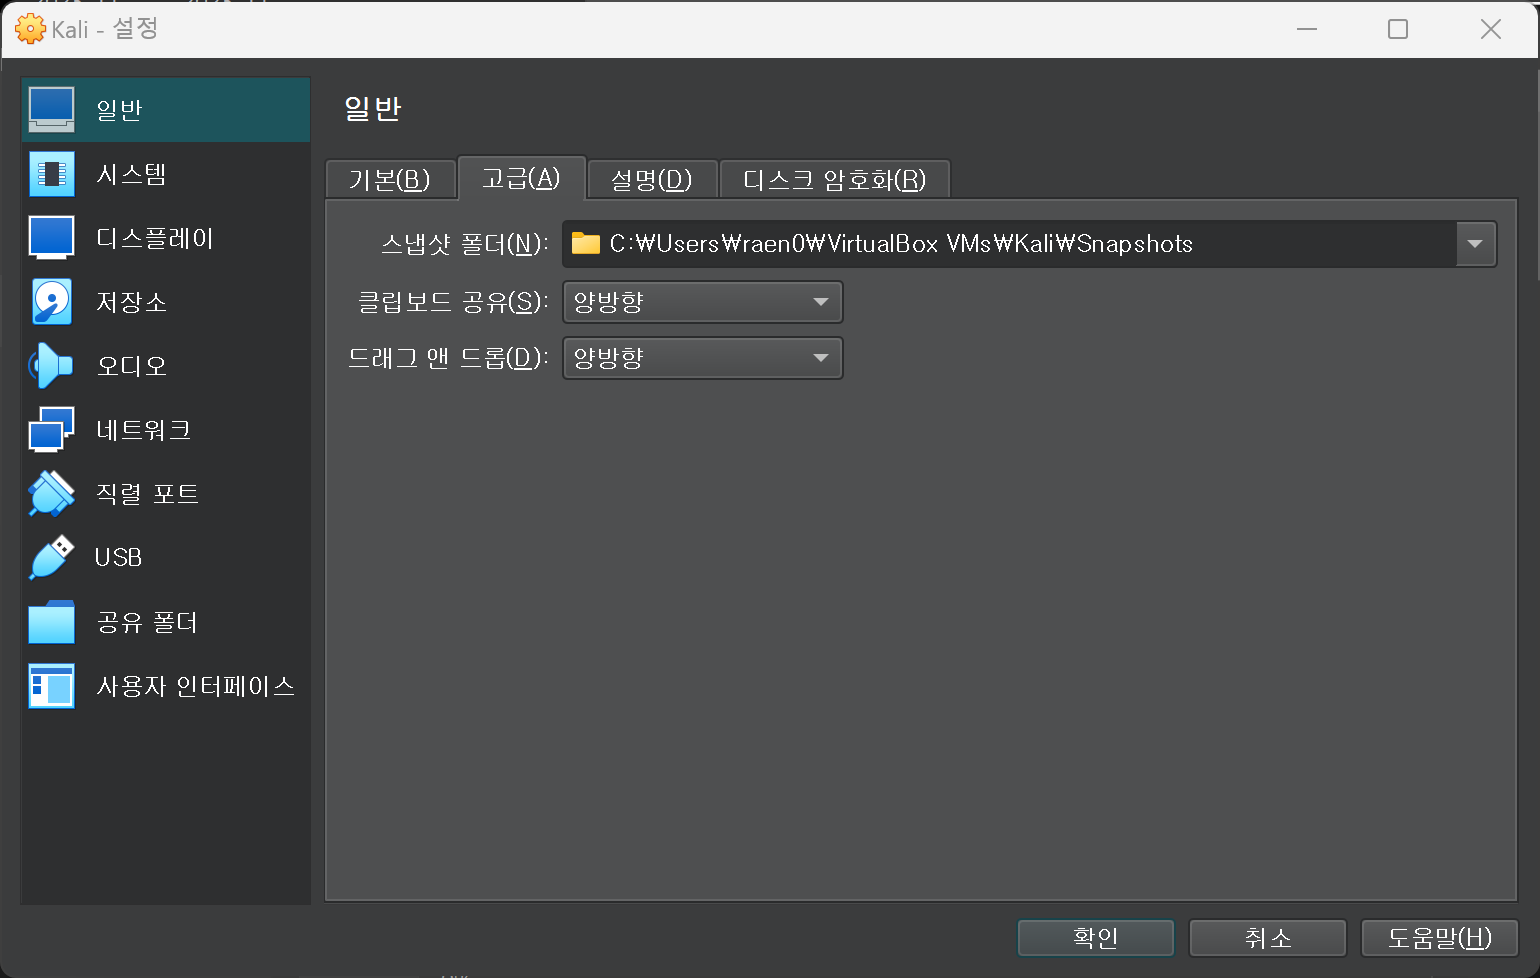 Kali - 설정
일반
시스템
디스플레이
저장소
오디오
네트워크
직렬 포트
USB
공유 폴더
사용자 인터페이스
일반
기본(B) 고급(A) 설명(D) 디스크 암호화(R)
스냅샷 폴더(N): C:₩Users₩raen0₩VirtualBox VMs₩Kali₩Snapshots
클립보드 공유(S): 양방향
드래그 앤 드롭(D): 양방향
확인 취소 도움말(H)